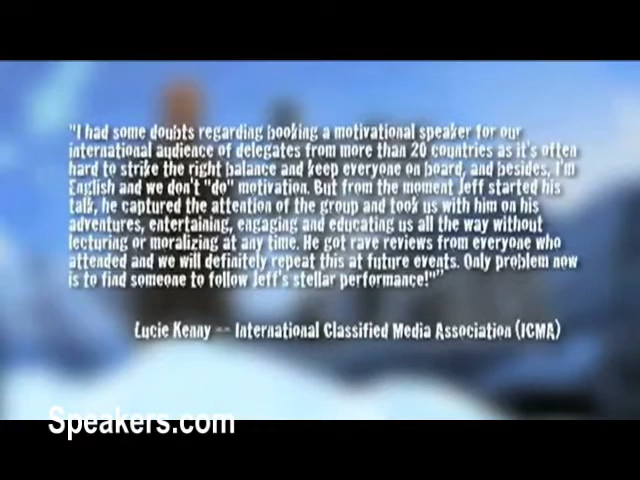 "I had some doubts regarding booking a motivational speaker for our
international audience of delegates from more than 20 countries as it's often
hard to strike the right balance and keep everyone on board, and besides, I'm
English and we don't "do" motivation. But from the moment Jeff started his
talk, he captured the attention of the group and took us with him on his
adventures, entertaining, engaging and educating us all the way without
lecturing or moralizing at any time. He got rave reviews from everyone who
attended and we will definitely repeat this at future events. Only problem now
is to find someone to follow Jeff's stellar performance!""
Lucie Kenny -- International Classified Media Association (ICMA)
Speakers.com